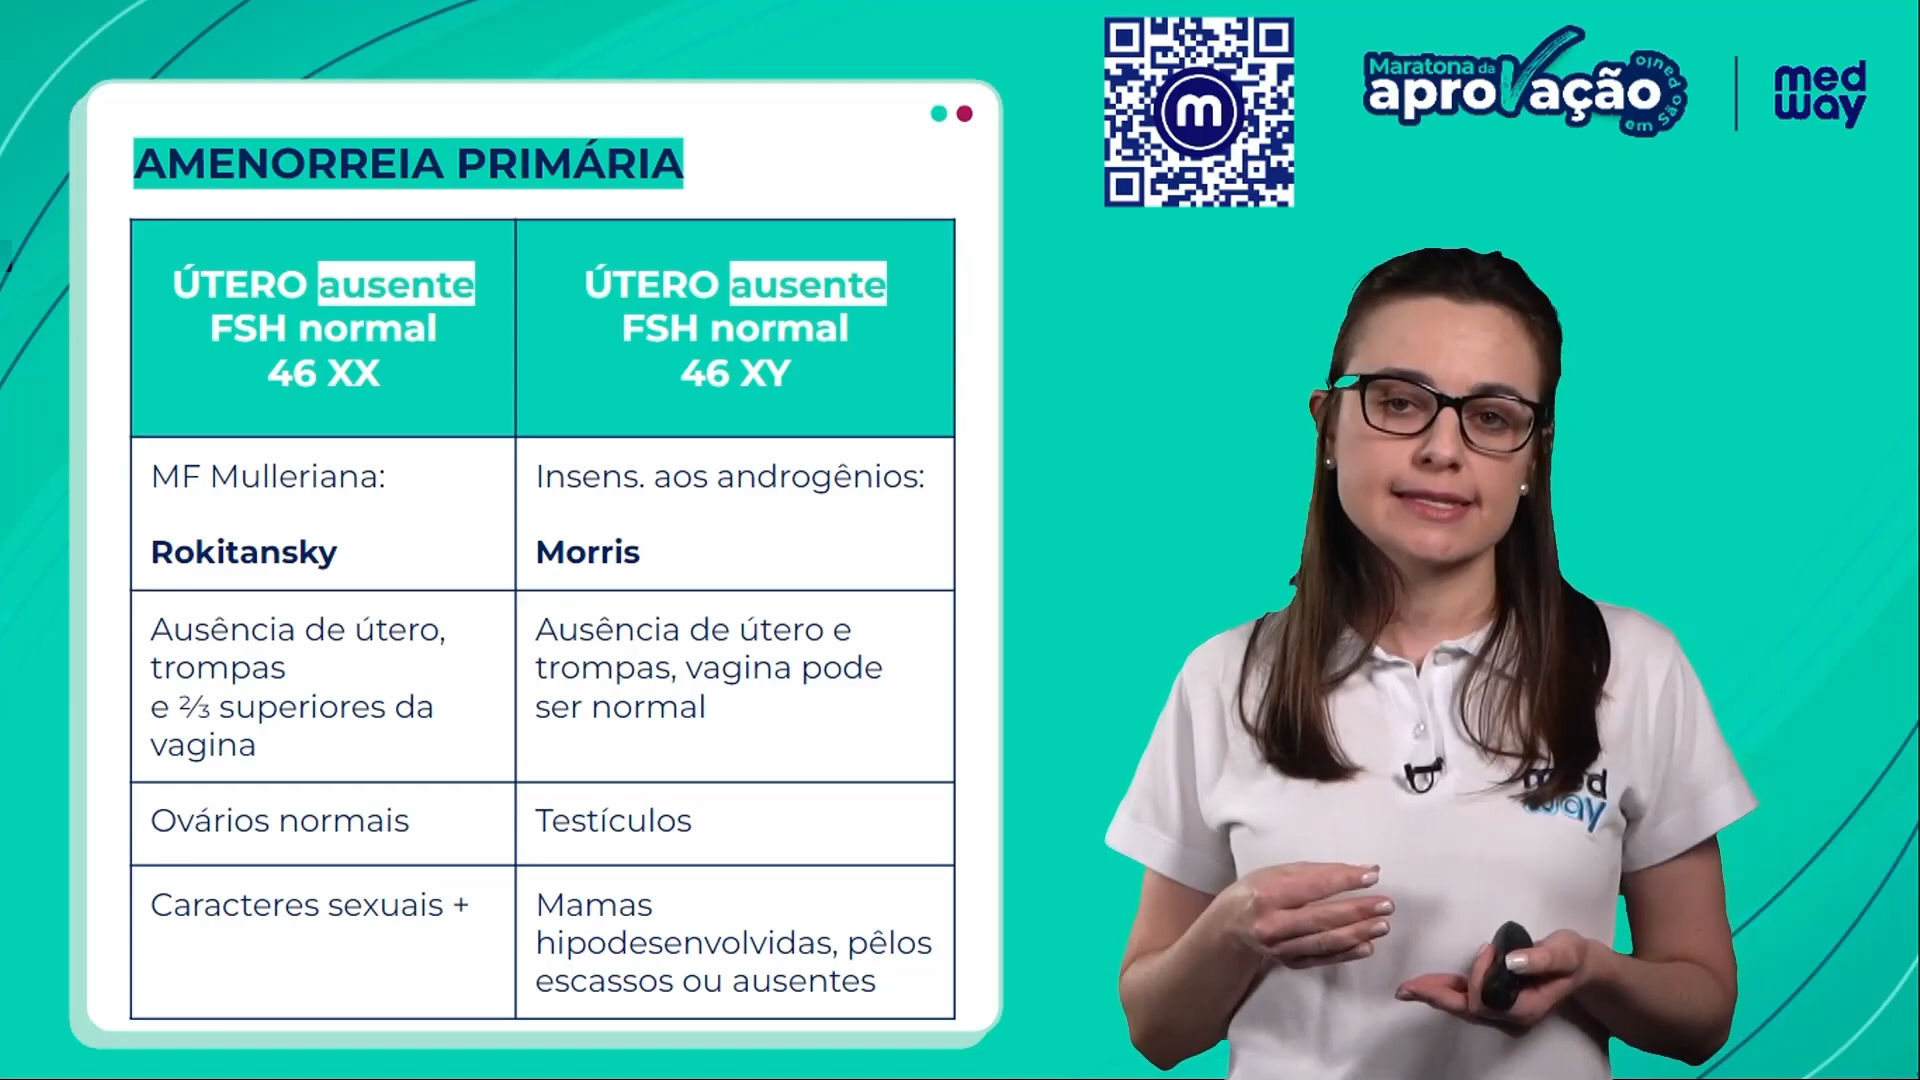 Maratona da
aproVação
em São Paulo
med
way
m
AMENORREIA PRIMÁRIA
ÚTERO ausente
FSH normal
46 XX
ÚTERO ausente
FSH normal
46 XY
MF Mulleriana:
Rokitansky
Insens. aos androgênios:
Morris
Ausência de útero,
trompas
e ⅔ superiores da
vagina
Ausência de útero e
trompas, vagina pode
ser normal
Ovários normais
Testículos
Caracteres sexuais +
Mamas
hipodesenvolvidas, pêlos
escassos ou ausentes
med
way